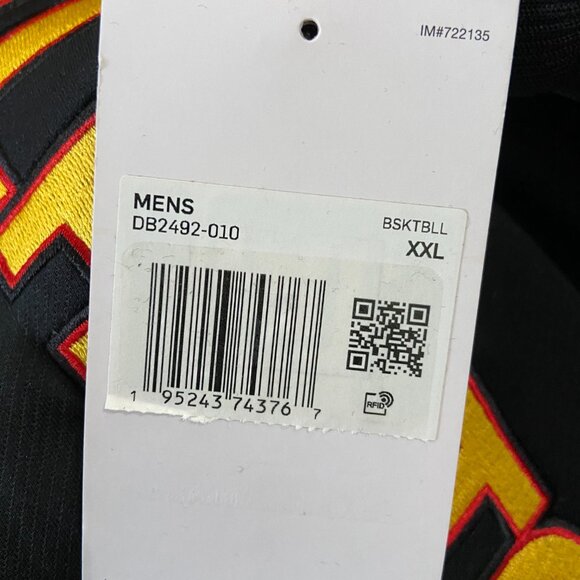 IM#722135
MENS
DB2492-010
BSKTBLL
XXL
1 95243 74376 7
RFID